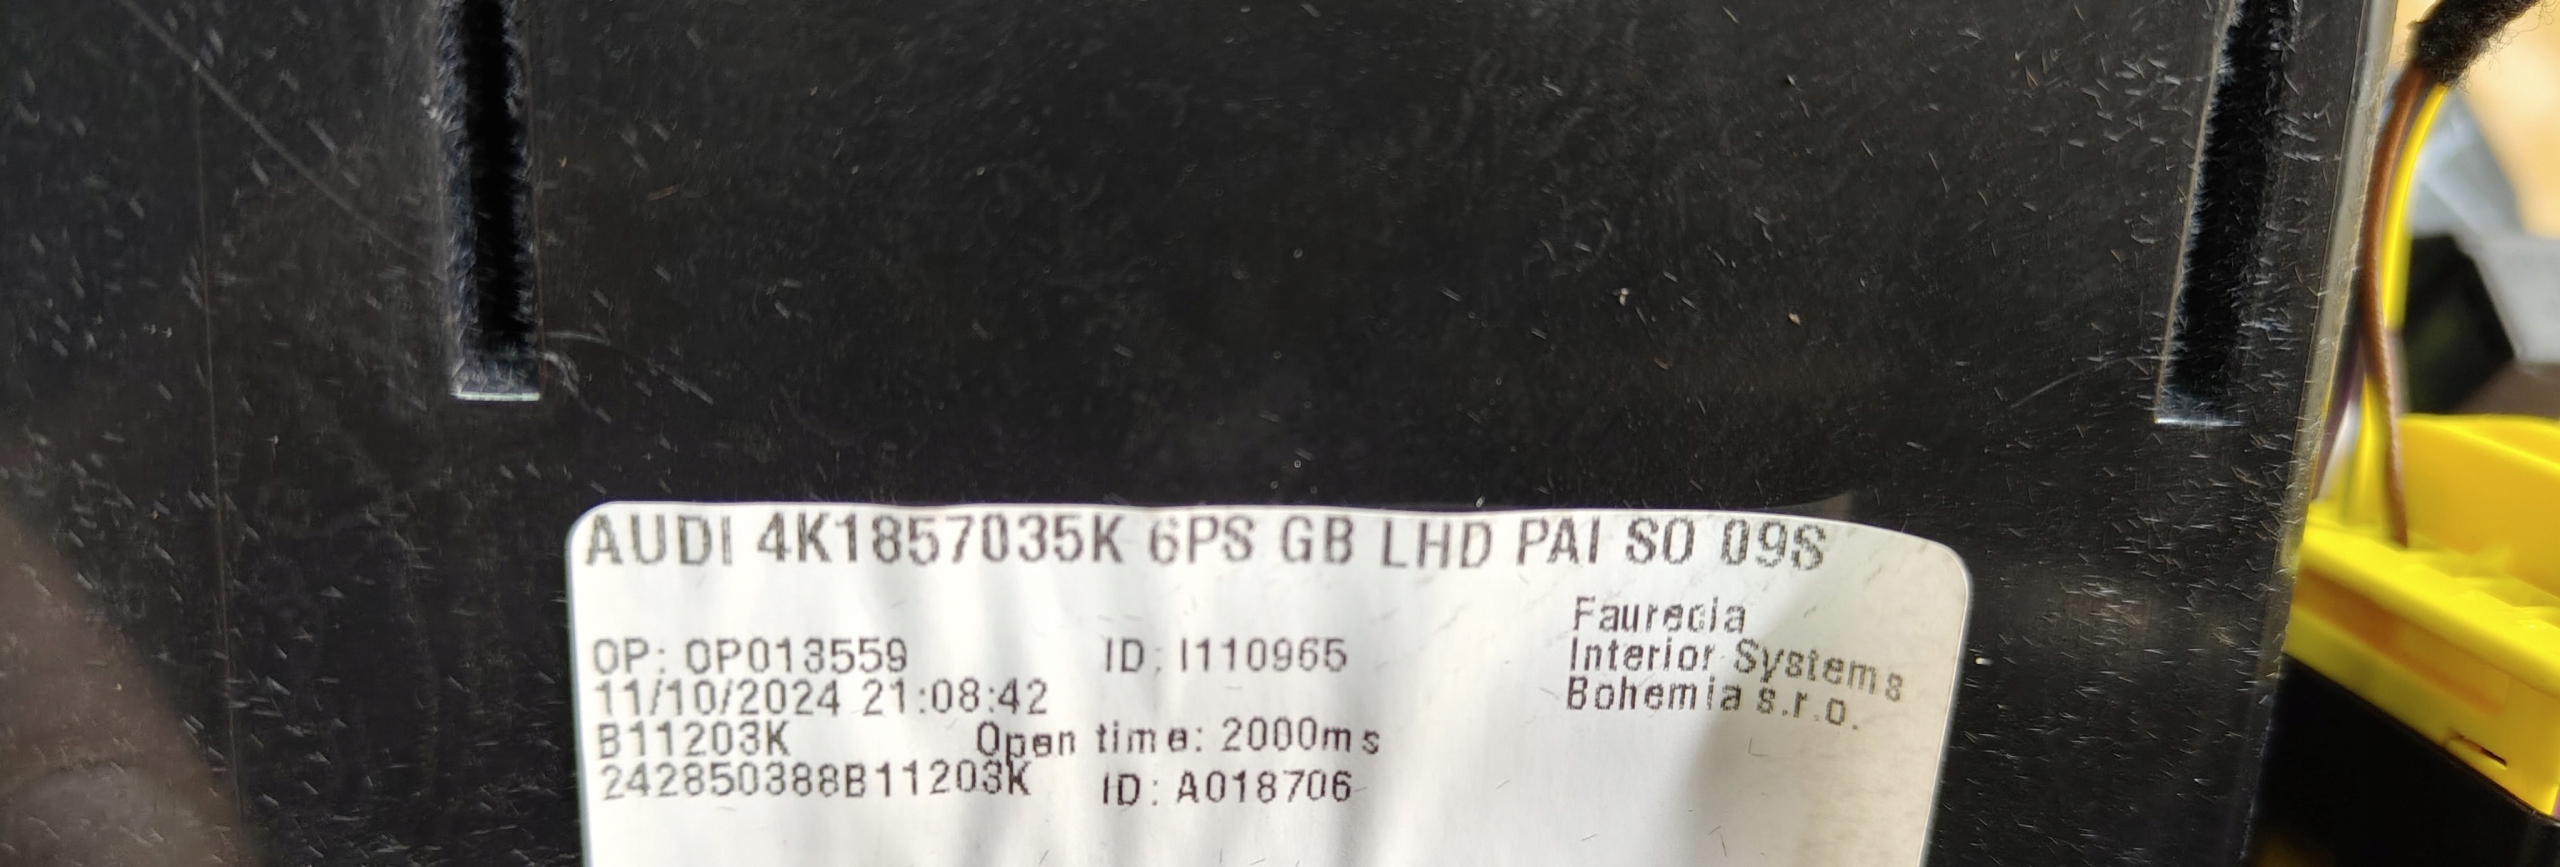 AUDI 4K1857035K 6PS GB LHD PAI SO 09S
Faurecia
OP: OP013559 ID: I110965
Interior Systems
11/10/2024 21:08:42
Bohemia s.r.o.
B11203K Open time: 2000ms
242850388B11203K ID: A018706